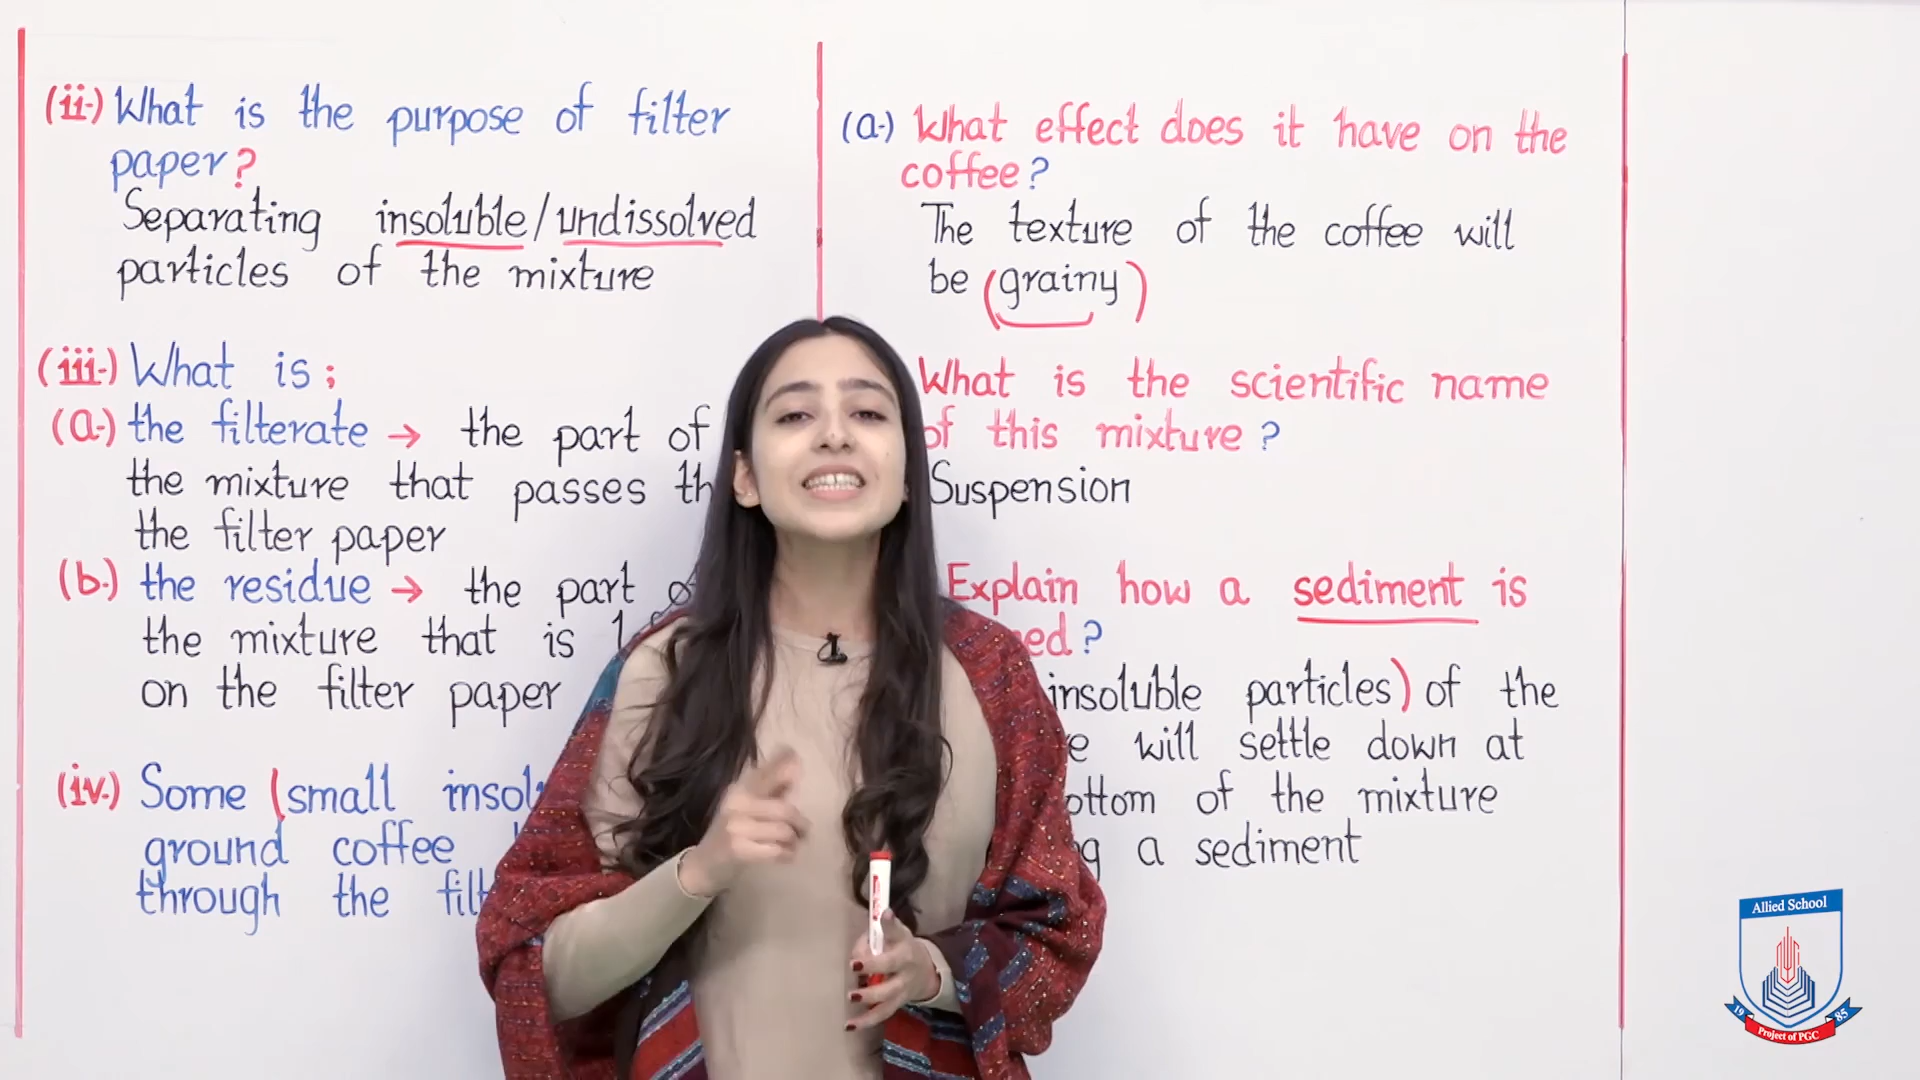 (ii-) What is the purpose of filter
paper?
Separating insoluble/undissolved
particles of the mixture
(iii-) What is ;
(a-) the filterate → the part of
the mixture that passes
the filter paper
(b-) the residue → the part
the mixture that is
on the filter paper
(iv-) Some (small
ground coffee
through the
(a-) What effect does it have on the
coffee?
The texture of the coffee will
be (grainy)
What is the scientific name
of this mixture?
Suspension
Explain how a sediment is
?
insoluble particles) of the
will settle down at
of the mixture
a sediment
Allied School
19 85
Project of PGC